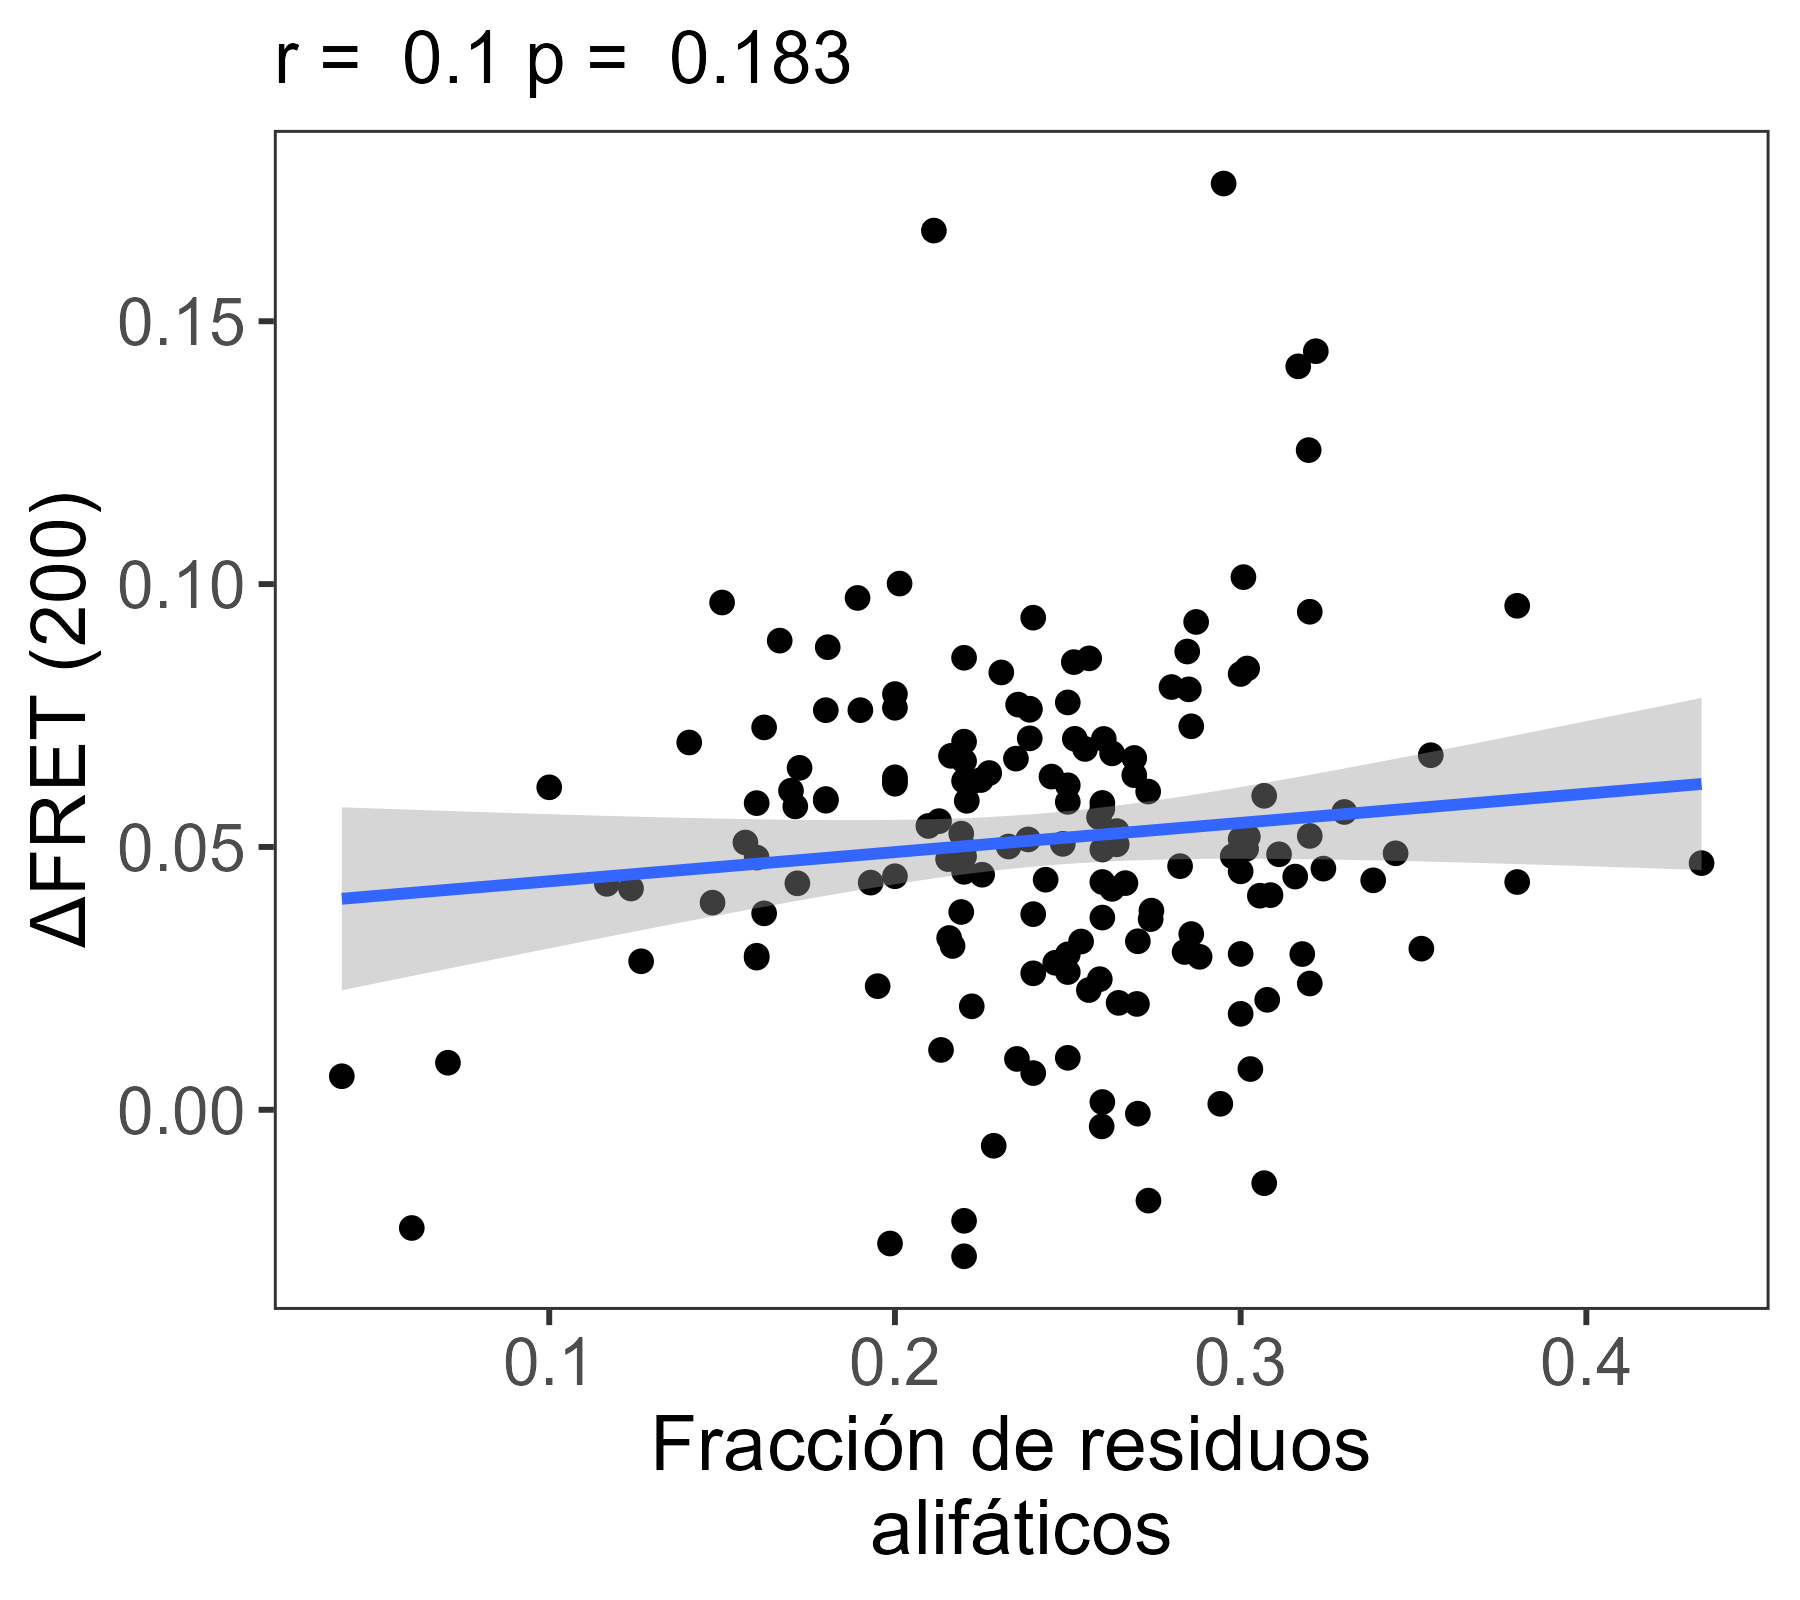 r = 0.1 p = 0.183
ΔFRET (200)
0.15
0.10
0.05
0.00
0.1 0.2 0.3 0.4
Fracción de residuos
alifáticos